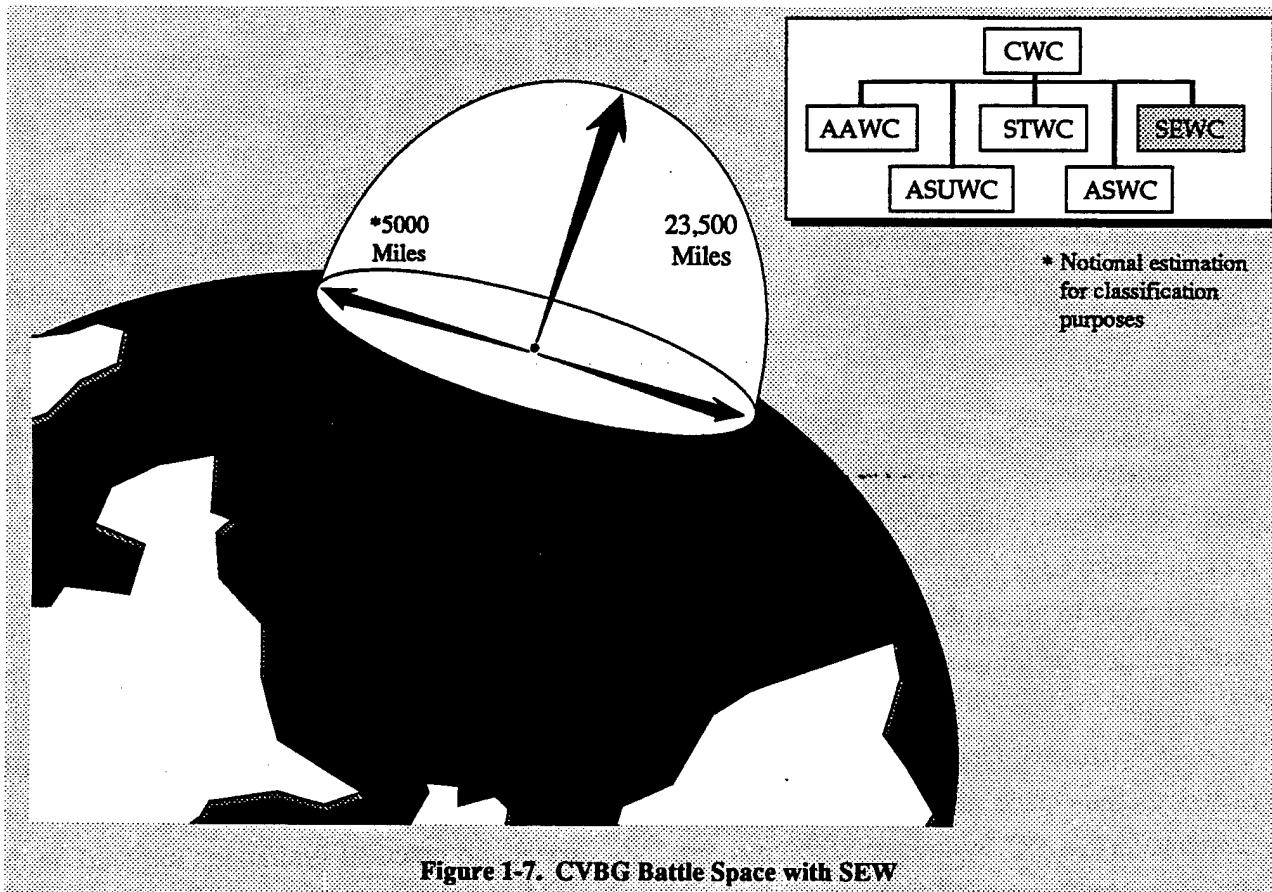 CWC
AAWC
STWC
SEWC
ASUWC
ASWC
*5000
Miles
23,500
Miles
* Notional estimation
for classification
purposes
Figure 1-7. CVBG Battle Space with SEW